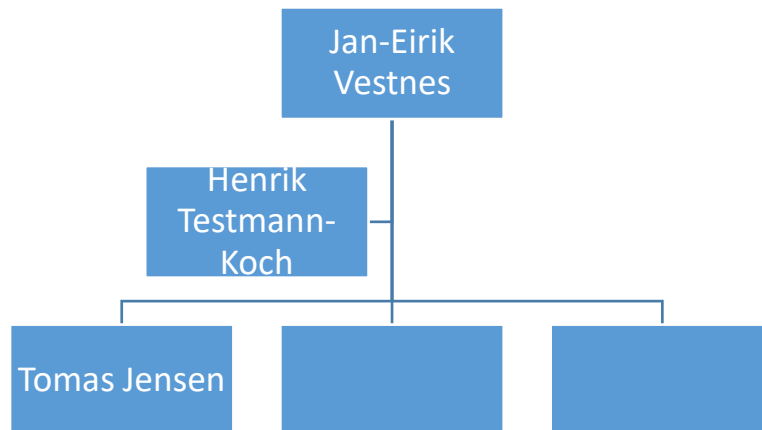 Jan-Eirik
Vestnes
Henrik
Testmann-
Koch
Tomas Jensen